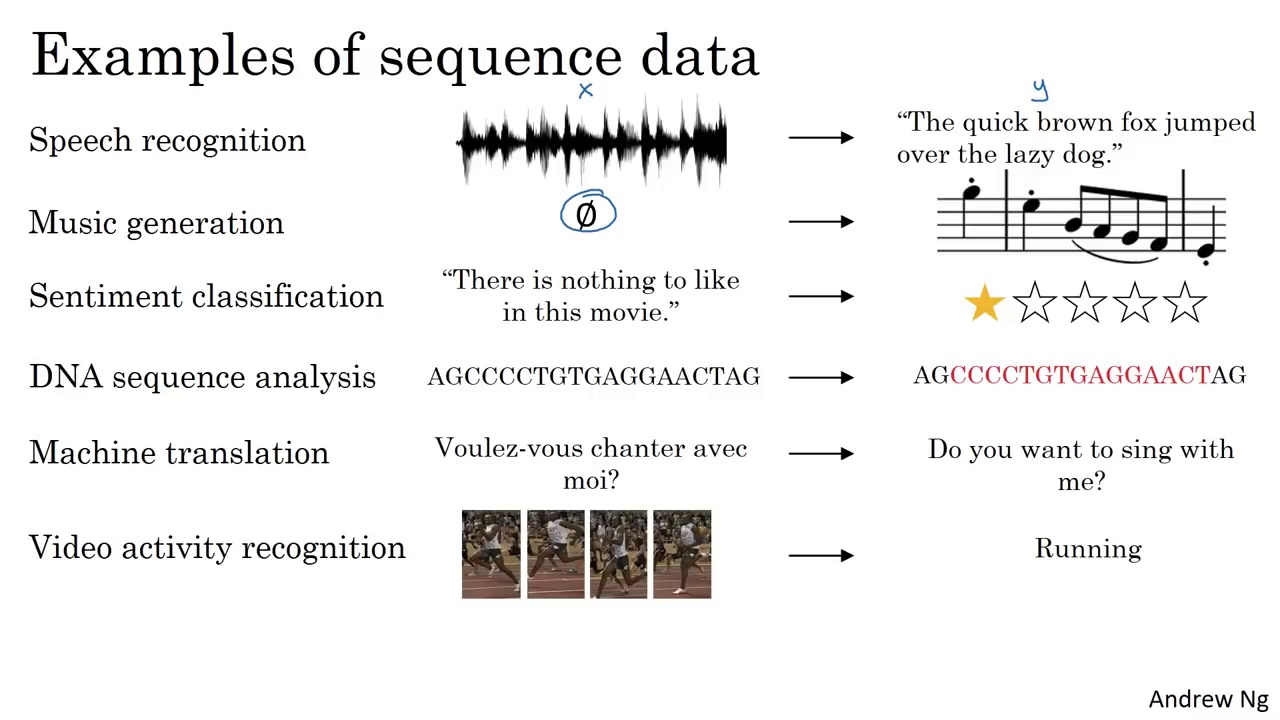 Examples of sequence data
x
y
Speech recognition
“The quick brown fox jumped
over the lazy dog.”
Music generation
∅
Sentiment classification
“There is nothing to like
in this movie.”
DNA sequence analysis
AGCCCCTGTGAGGAACTAG
AGCCCCTGTGAGGAACTAG
Machine translation
Voulez-vous chanter avec
moi?
Do you want to sing with
me?
Video activity recognition
Running
Andrew Ng